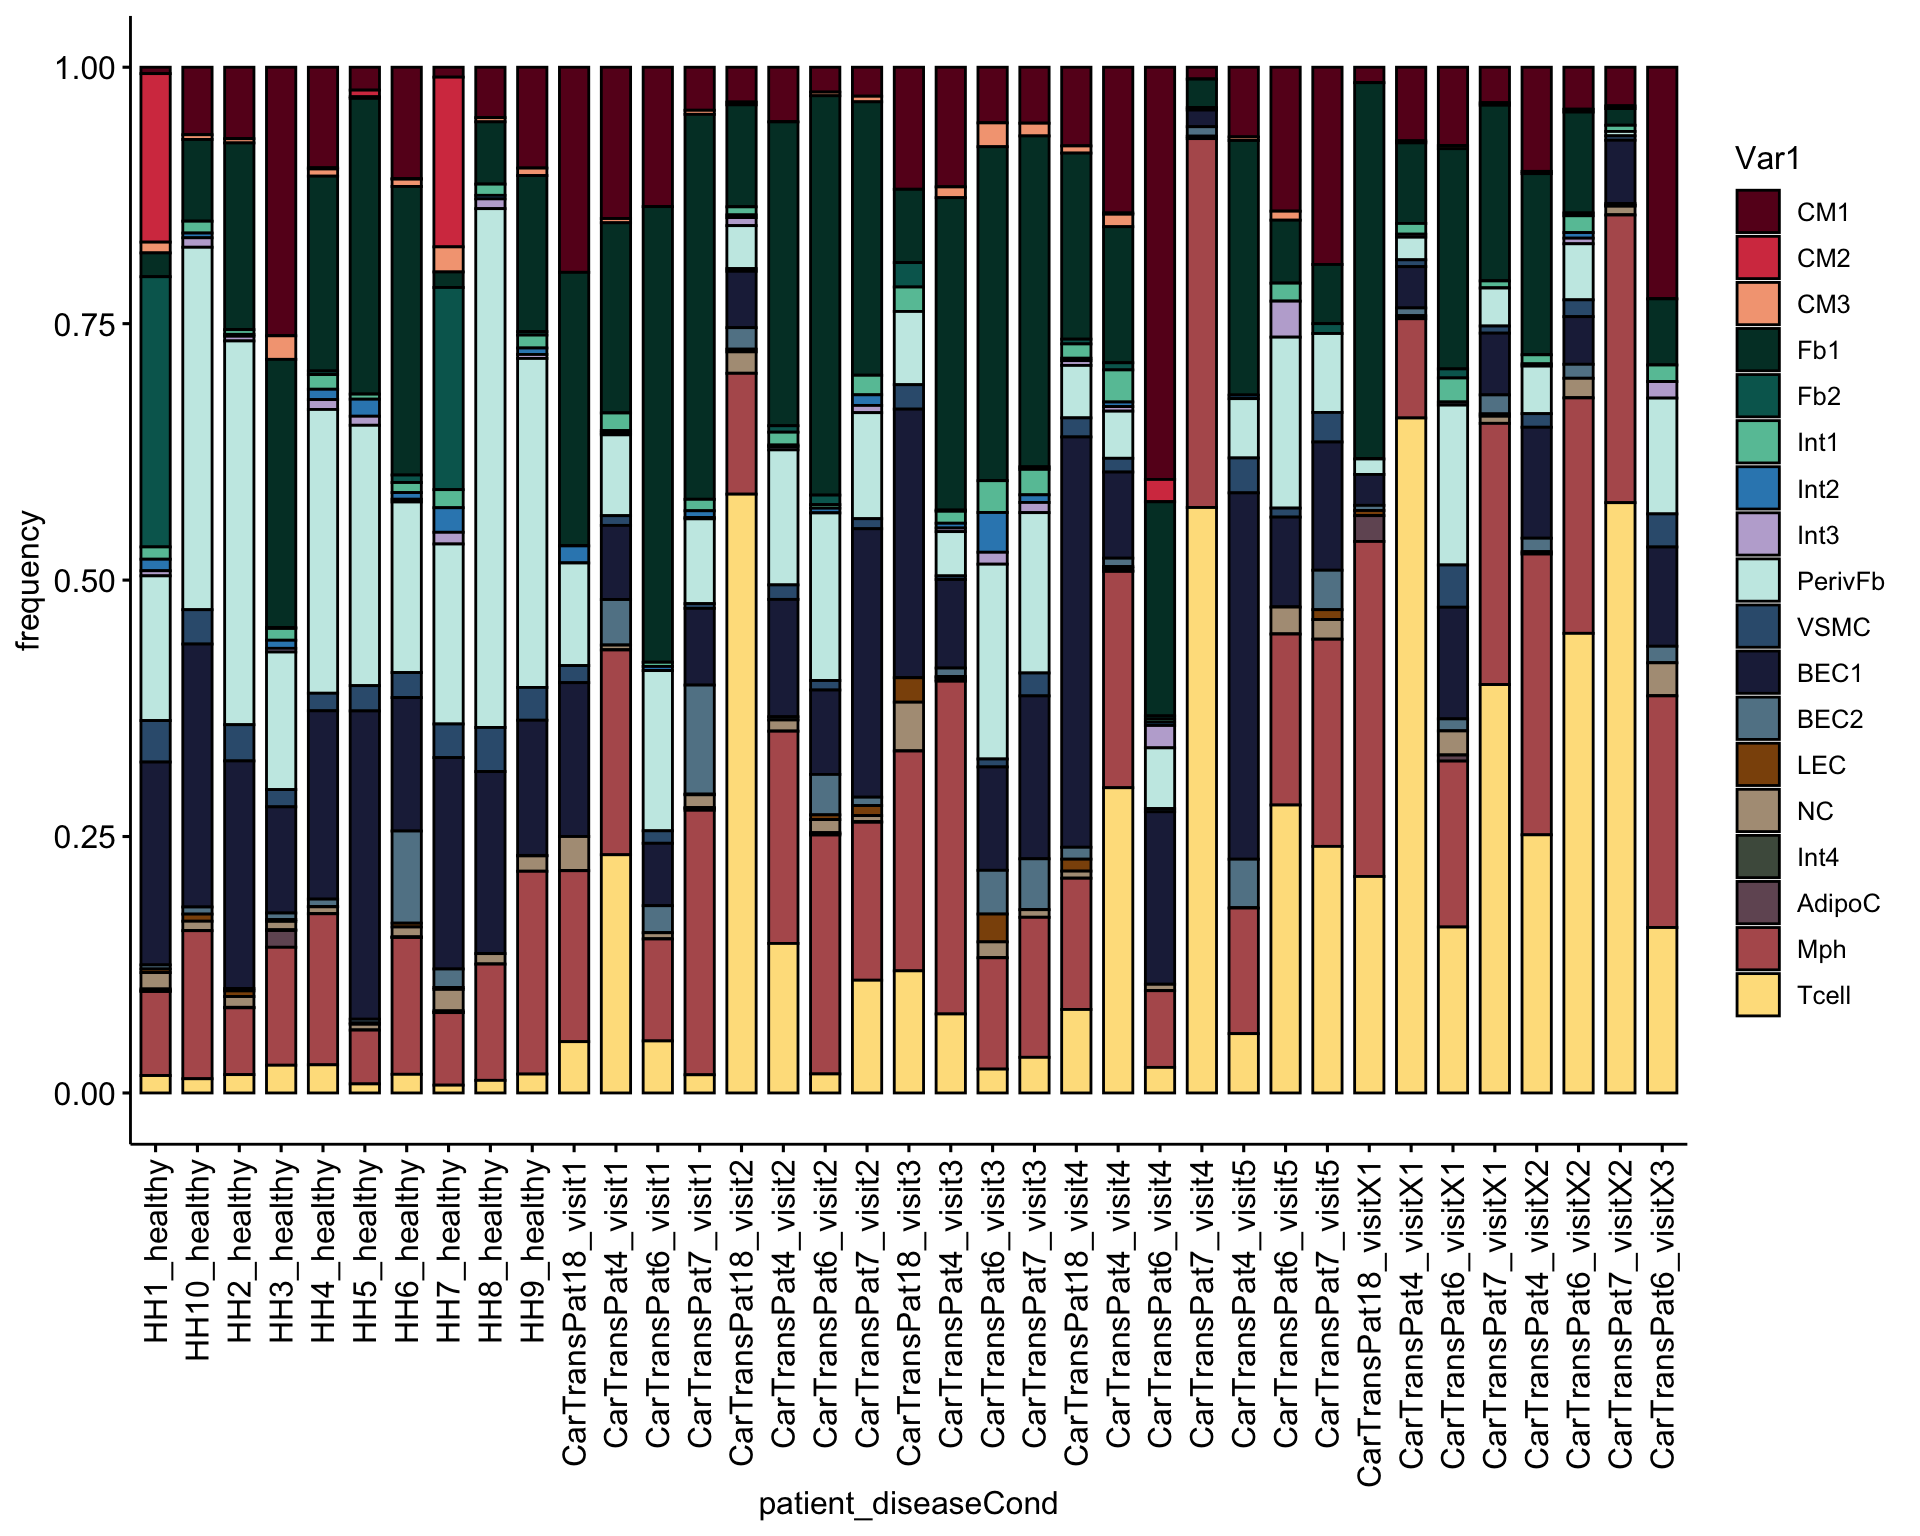 1.00
0.75
0.50
0.25
0.00
frequency
HH1_healthy
HH10_healthy
HH2_healthy
HH3_healthy
HH4_healthy
HH5_healthy
HH6_healthy
HH7_healthy
HH8_healthy
HH9_healthy
CarTransPat18_visit1
CarTransPat4_visit1
CarTransPat6_visit1
CarTransPat7_visit1
CarTransPat18_visit2
CarTransPat4_visit2
CarTransPat6_visit2
CarTransPat7_visit2
CarTransPat18_visit3
CarTransPat4_visit3
CarTransPat6_visit3
CarTransPat7_visit3
CarTransPat18_visit4
CarTransPat4_visit4
CarTransPat6_visit4
CarTransPat7_visit4
CarTransPat4_visit5
CarTransPat6_visit5
CarTransPat7_visit5
CarTransPat18_visitX1
CarTransPat4_visitX1
CarTransPat6_visitX1
CarTransPat7_visitX1
CarTransPat4_visitX2
CarTransPat6_visitX2
CarTransPat7_visitX2
CarTransPat6_visitX3
patient_diseaseCond
Var1
CM1
CM2
CM3
Fb1
Fb2
Int1
Int2
Int3
PerivFb
VSMC
BEC1
BEC2
LEC
NC
Int4
AdipoC
Mph
Tcell